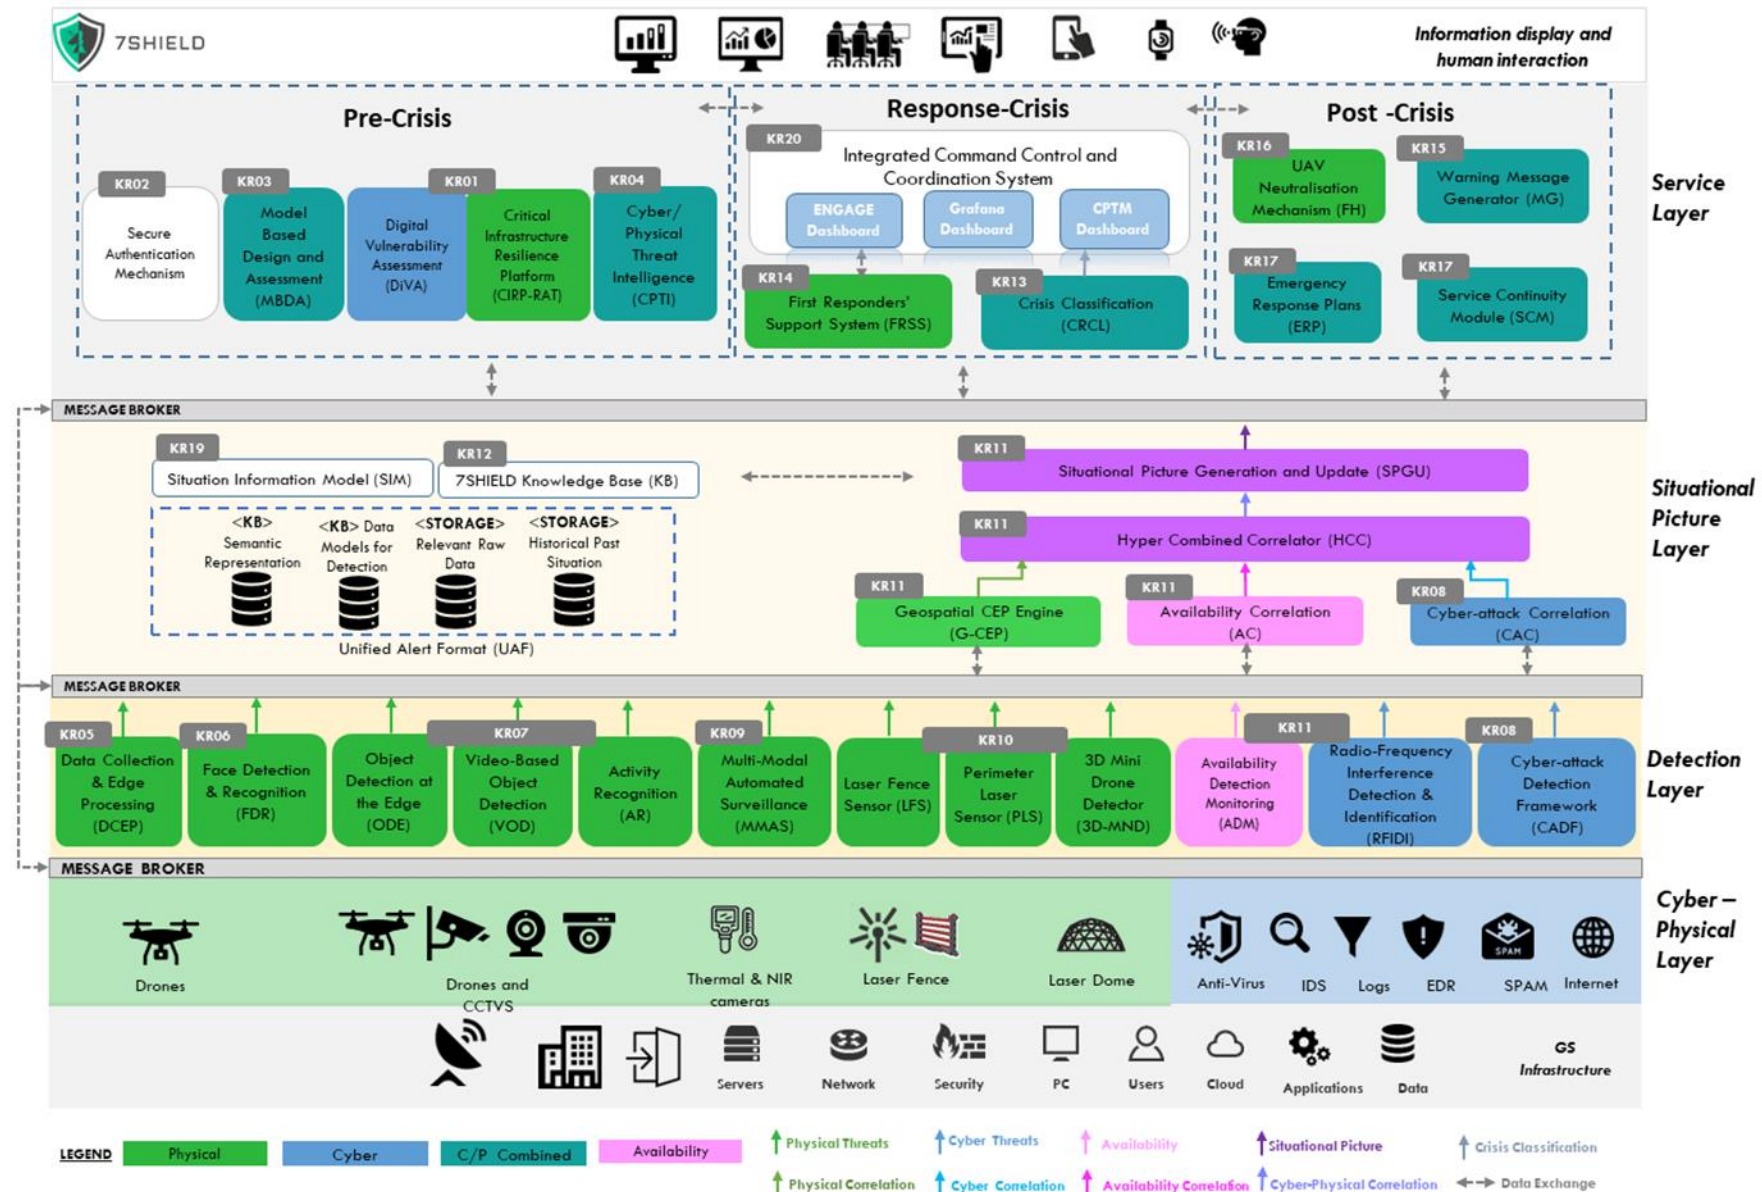 7SHIELD
Information display and
human interaction
Pre-Crisis
Response-Crisis
Post -Crisis
Service
Layer
KR02
Secure
Authentication
Mechanism
KR03
Model
Based
Design and
Assessment
(MBDA)
KR01
Digital
Vulnerability
Assessment
(DiVA)
Critical
Infrastructure
Resilience
Platform
(CIRP-RAT)
KR04
Cyber/
Physical
Threat
Intelligence
(CPTI)
KR20
Integrated Command Control and
Coordination System
ENGAGE
Dashboard
Grafana
Dashboard
CPTM
Dashboard
KR14
First Responders'
Support System (FRSS)
KR13
Crisis Classification
(CRCL)
KR16
UAV
Neutralisation
Mechanism (FH)
KR15
Warning Message
Generator (MG)
KR17
Emergency
Response Plans
(ERP)
KR17
Service Continuity
Module (SCM)
MESSAGE BROKER
KR19
Situation Information Model (SIM)
KR12
7SHIELD Knowledge Base (KB)
<KB>
Semantic
Representation
<KB> Data
Models for
Detection
<STORAGE>
Relevant Raw
Data
<STORAGE>
Historical Past
Situation
Unified Alert Format (UAF)
KR11
Situational Picture Generation and Update (SPGU)
KR11
Hyper Combined Correlator (HCC)
KR11
Geospatial CEP Engine
(G-CEP)
KR11
Availability Correlation
(AC)
KR08
Cyber-attack Correlation
(CAC)
Situational
Picture
Layer
MESSAGE BROKER
KR05
Data Collection
& Edge
Processing
(DCEP)
KR06
Face Detection
& Recognition
(FDR)
KR07
Object
Detection at
the Edge
(ODE)
Video-Based
Object
Detection
(VOD)
Activity
Recognition
(AR)
KR09
Multi-Modal
Automated
Surveillance
(MMAS)
KR10
Laser Fence
Sensor (LFS)
Perimeter
Laser
Sensor (PLS)
3D Mini
Drone
Detector
(3D-MND)
KR11
Availability
Detection
Monitoring
(ADM)
Radio-Frequency
Interference
Detection &
Identification
(RFIDI)
KR08
Cyber-attack
Detection
Framework
(CADF)
Detection
Layer
MESSAGE BROKER
Drones
Drones and
CCTVS
Thermal & NIR
cameras
Laser Fence
Laser Dome
Anti-Virus
IDS
Logs
EDR
SPAM
SPAM
Internet
Cyber –
Physical
Layer
Servers
Network
Security
PC
Users
Cloud
Applications
Data
GS
Infrastructure
LEGEND
Physical
Cyber
C/P Combined
Availability
Physical Threats
Cyber Threats
Availability
Situational Picture
Crisis Classification
Physical Correlation
Cyber Correlation
Availability Correlation
Cyber-Physical Correlation
Data Exchange